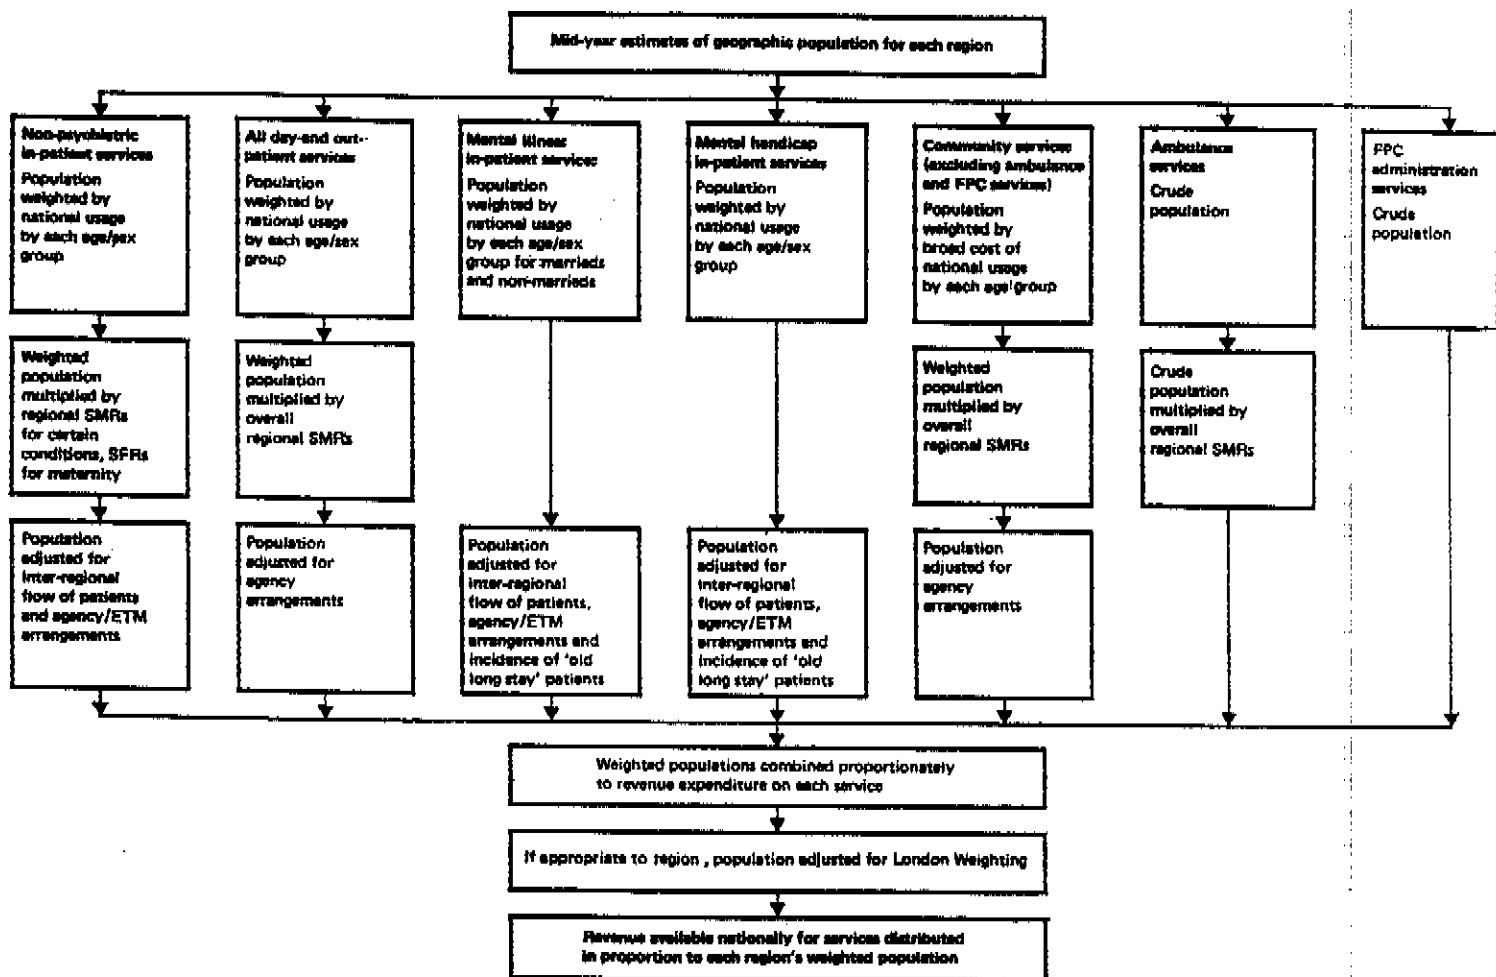 Mid-year estimates of geographic population for each region
Non-psychiatric
in-patient services
Population
weighted by
national usage
by each age/sex
group
All day-and out-
patient services
Population
weighted by
national usage
by each age/sex
group
Mental illness
in-patient services
Population
weighted by
national usage
by each age/sex
group for marrieds
and non-marrieds
Mental handicap
in-patient services
Population
weighted by
national usage
by each age/sex
group
Community services
(excluding ambulance
and FPC services)
Population
weighted by
broad cost of
national usage
by each age group
Ambulance
services
Crude
population
FPC
administration
services
Crude
population
Weighted
population
multiplied by
regional SMRs
for certain
conditions, SFRs
for maternity
Weighted
population
multiplied by
overall
regional SMRs
Weighted
population
multiplied by
overall
regional SMRs
Crude
population
multiplied by
overall
regional SMRs
Population
adjusted for
inter-regional
flow of patients
and agency/ETM
arrangements
Population
adjusted for
agency
arrangements
Population
adjusted for
inter-regional
flow of patients,
agency/ETM
arrangements and
incidence of 'old
long stay' patients
Population
adjusted for
inter-regional
flow of patients,
agency/ETM
arrangements and
incidence of 'old
long stay' patients
Population
adjusted for
agency
arrangements
Weighted populations combined proportionately
to revenue expenditure on each service
If appropriate to region, population adjusted for London Weighting
Revenue available nationally for services distributed
in proportion to each region's weighted population